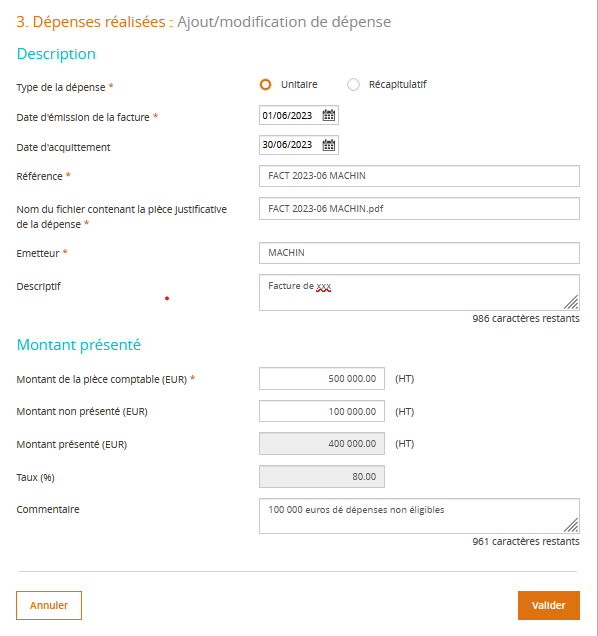 3. Dépenses réalisées : Ajout/modification de dépense
Description
Type de la dépense *
Unitaire
Récapitulatif
Date d'émission de la facture *
01/06/2023
Date d'acquittement
30/06/2023
Référence *
FACT 2023-06 MACHIN
Nom du fichier contenant la pièce justificative
de la dépense *
FACT 2023-06 MACHIN.pdf
Emetteur *
MACHIN
Descriptif
Facture de xxx
986 caractères restants
Montant présenté
Montant de la pièce comptable (EUR) *
500 000.00
(HT)
Montant non présenté (EUR)
100 000.00
(HT)
Montant présenté (EUR)
400 000.00
(HT)
Taux (%)
80.00
Commentaire
100 000 euros dé dépenses non éligibles
961 caractères restants
Annuler
Valider